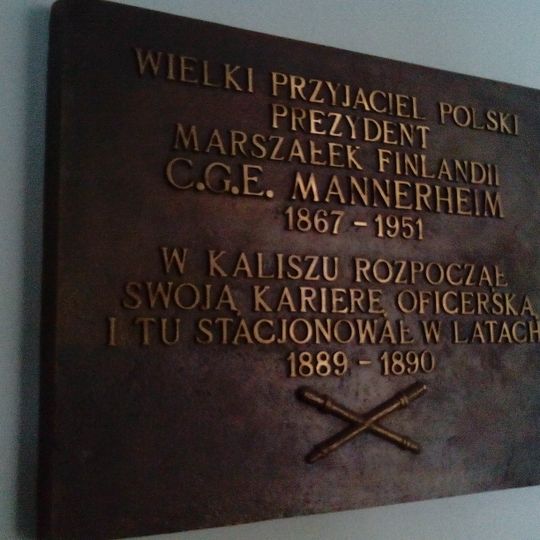 WIELKI PRZYJACIEL POLSKI
PREZYDENT
MARSZAŁEK FINLANDII
C.G.E. MANNERHEIM
1867 - 1951
W KALISZU ROZPOCZĄŁ
SWOJĄ KARIERĘ OFICERSKĄ
I TU STACJONOWAŁ W LATACH
1889 - 1890